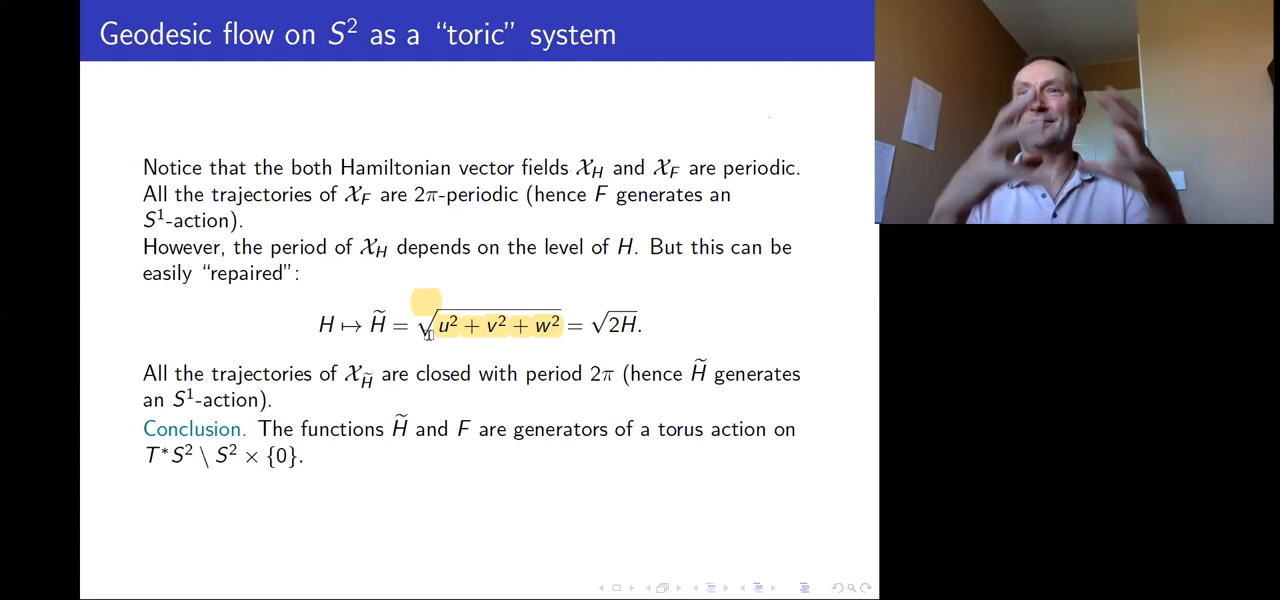 Geodesic flow on S² as a “toric” system
Notice that the both Hamiltonian vector fields 𝒳_H and 𝒳_F are periodic.
All the trajectories of 𝒳_F are 2π-periodic (hence F generates an
S¹-action).
However, the period of 𝒳_H depends on the level of H. But this can be
easily “repaired”:
H ↦ H̃ = √(u² + v² + w²) = √(2H).
All the trajectories of 𝒳_H̃ are closed with period 2π (hence H̃ generates
an S¹-action).
Conclusion. The functions H̃ and F are generators of a torus action on
T*S² \ S² × {0}.